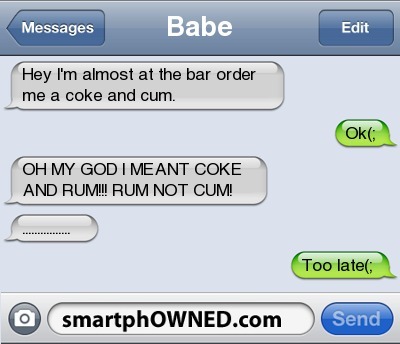 Messages
Babe
Edit
Hey I'm almost at the bar order
me a coke and cum.
Ok(;
OH MY GOD I MEANT COKE
AND RUM!!! RUM NOT CUM!
................
Too late(;
smartphOWNED.com
Send